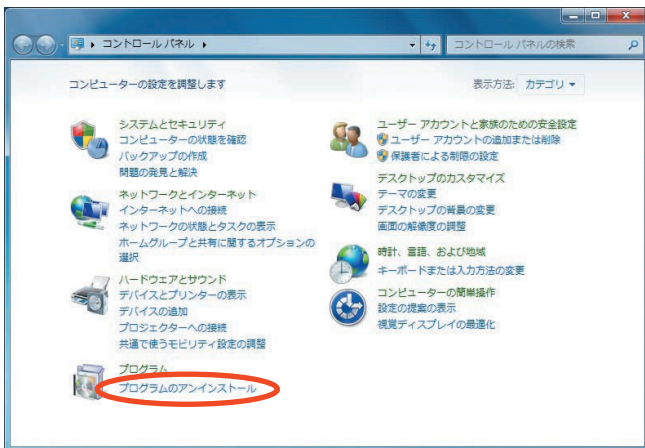 コントロール パネル
コントロール パネルの検索
コンピューターの設定を調整します
表示方法: カテゴリ
システムとセキュリティ
コンピューターの状態を確認
バックアップの作成
問題の発見と解決
ネットワークとインターネット
インターネットへの接続
ネットワークの状態とタスクの表示
ホームグループと共有に関するオプションの
選択
ハードウェアとサウンド
デバイスとプリンターの表示
デバイスの追加
プロジェクターへの接続
共通で使うモビリティ設定の調整
プログラム
プログラムのアンインストール
ユーザー アカウントと家族のための安全設定
ユーザー アカウントの追加または削除
保護者による制限の設定
デスクトップのカスタマイズ
テーマの変更
デスクトップの背景の変更
画面の解像度の調整
時計、言語、および地域
キーボードまたは入力方法の変更
コンピューターの簡単操作
設定の提案の表示
視覚ディスプレイの最適化